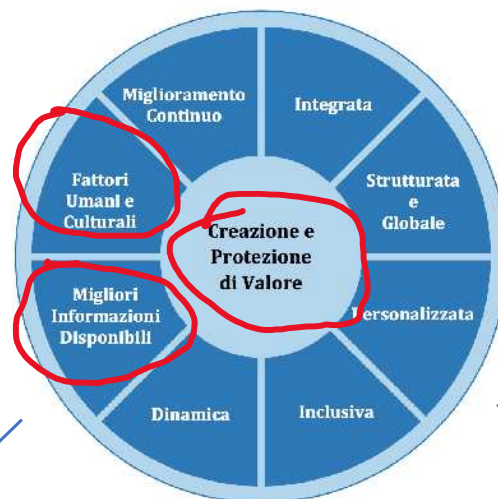 Miglioramento
Continuo
Integrata
Fattori
Umani e
Culturali
Strutturata
e
Globale
Creazione e
Protezione
di Valore
Migliori
Informazioni
Disponibili
Personalizzata
Dinamica
Inclusiva